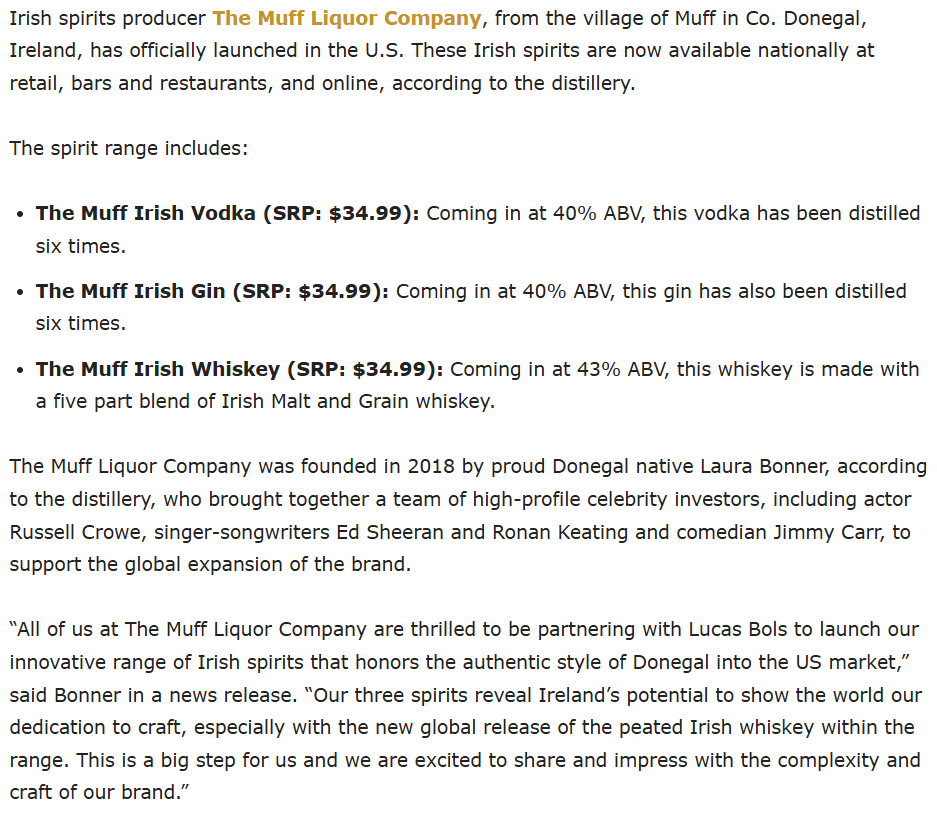 Irish spirits producer The Muff Liquor Company, from the village of Muff in Co. Donegal,
Ireland, has officially launched in the U.S. These Irish spirits are now available nationally at
retail, bars and restaurants, and online, according to the distillery.
The spirit range includes:
• The Muff Irish Vodka (SRP: $34.99): Coming in at 40% ABV, this vodka has been distilled
six times.
• The Muff Irish Gin (SRP: $34.99): Coming in at 40% ABV, this gin has also been distilled
six times.
• The Muff Irish Whiskey (SRP: $34.99): Coming in at 43% ABV, this whiskey is made with
a five part blend of Irish Malt and Grain whiskey.
The Muff Liquor Company was founded in 2018 by proud Donegal native Laura Bonner, according
to the distillery, who brought together a team of high-profile celebrity investors, including actor
Russell Crowe, singer-songwriters Ed Sheeran and Ronan Keating and comedian Jimmy Carr, to
support the global expansion of the brand.
“All of us at The Muff Liquor Company are thrilled to be partnering with Lucas Bols to launch our
innovative range of Irish spirits that honors the authentic style of Donegal into the US market,”
said Bonner in a news release. “Our three spirits reveal Ireland’s potential to show the world our
dedication to craft, especially with the new global release of the peated Irish whiskey within the
range. This is a big step for us and we are excited to share and impress with the complexity and
craft of our brand.”